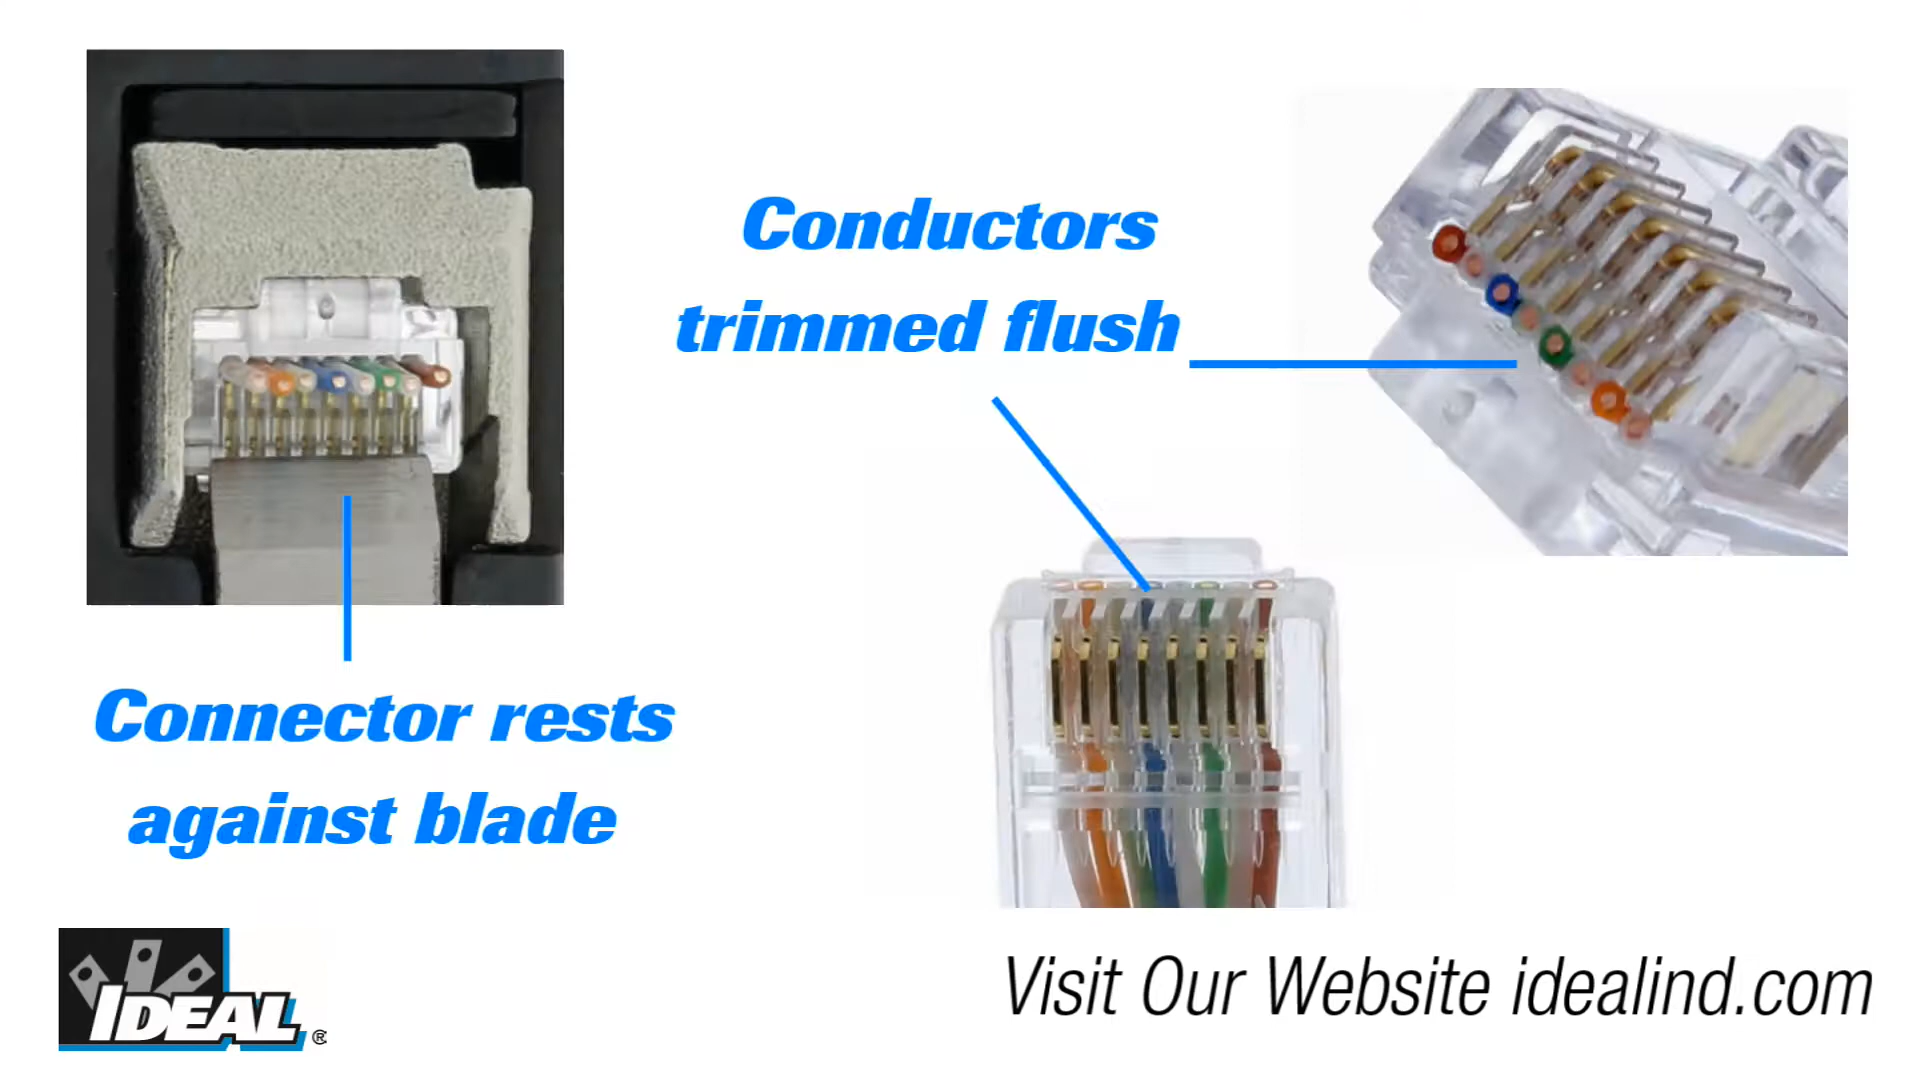 Conductors
trimmed flush
Connector rests
against blade
IDEAL®
Visit Our Website idealind.com